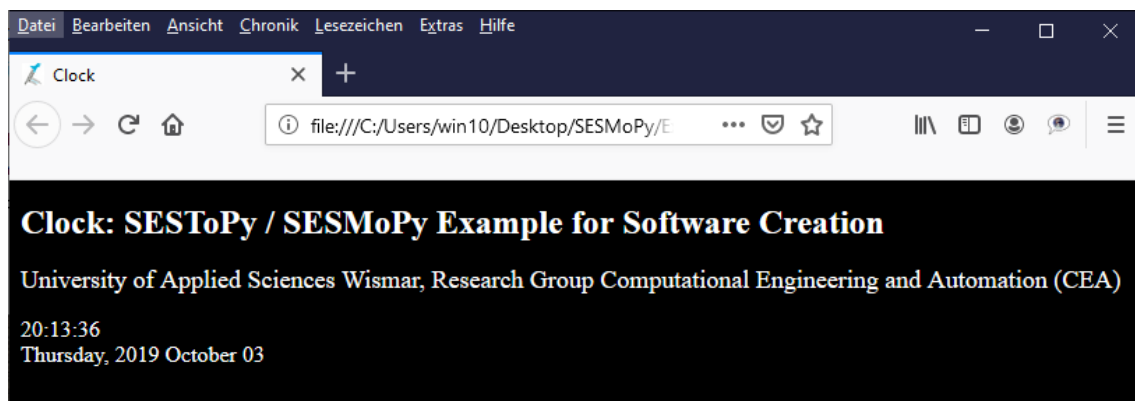 Datei Bearbeiten Ansicht Chronik Lesezeichen Extras Hilfe
Clock
file:///C:/Users/win10/Desktop/SESMoPy/E
Clock: SESToPy / SESMoPy Example for Software Creation
University of Applied Sciences Wismar, Research Group Computational Engineering and Automation (CEA)
20:13:36
Thursday, 2019 October 03